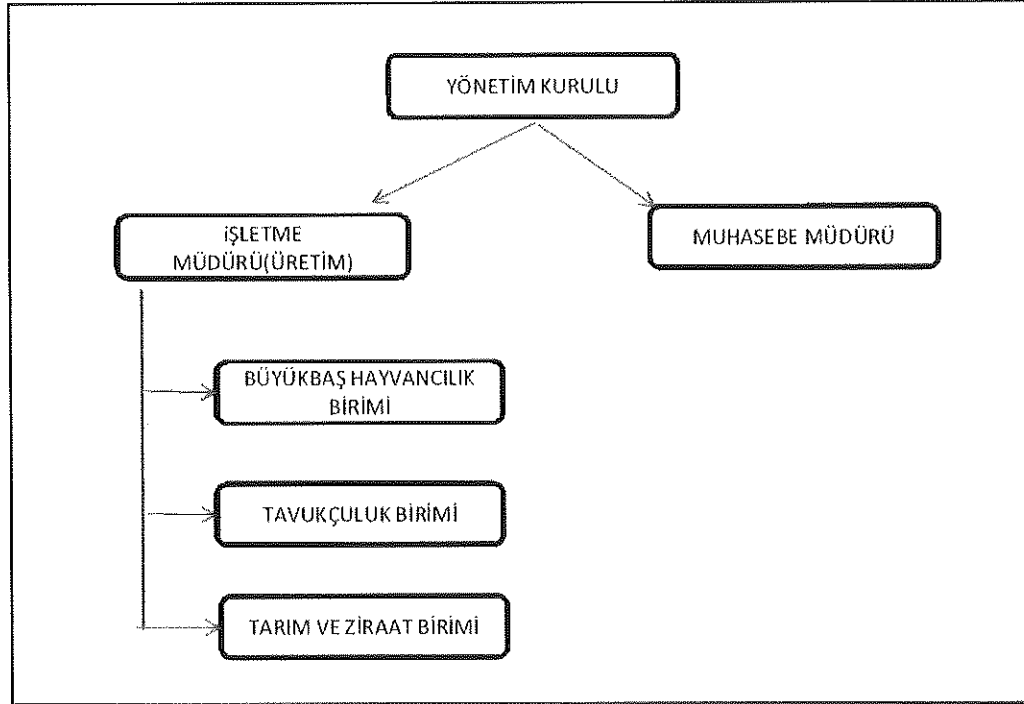 YÖNETİM KURULU
İŞLETME
MÜDÜRÜ(ÜRETİM)
MUHASEBE MÜDÜRÜ
BÜYÜKBAŞ HAYVANCILIK
BİRİMİ
TAVUKÇULUK BİRİMİ
TARIM VE ZİRAAT BİRİMİ